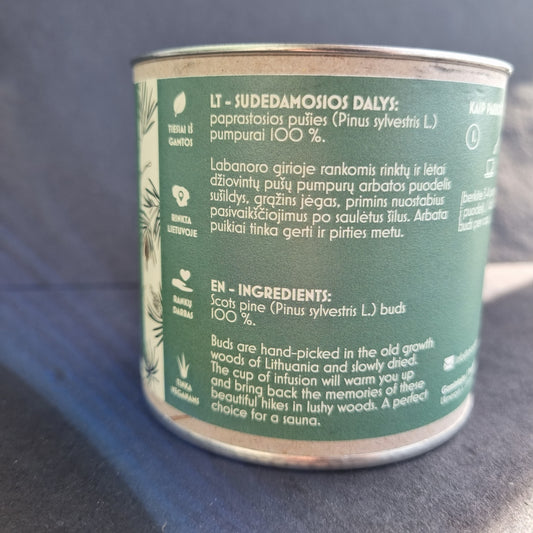 TIESIAI IŠ
GAMTOS
RINKTA
LIETUVOJE
RANKŲ
DARBAS
TINKA
VEGANAMS
LT - SUDEDAMOSIOS DALYS:
paprastosios pušies (Pinus sylvestris L.)
pumpurai 100 %.
Labanoro girioje rankomis rinktų ir lėtai
džiovintų pušų pumpurų arbatos puodelis
sušildys, grąžins jėgas, primins nuostabius
pasivaikščiojimus po saulėtus šilus. Arbata
puikiai tinka gerti ir pirties metu.
EN - INGREDIENTS:
Scots pine (Pinus sylvestris L.) buds
100 %.
Buds are hand-picked in the old growth
woods of Lithuania and slowly dried.
The cup of infusion will warm you up
and bring back the memories of these
beautiful hikes in lushy woods. A perfect
choice for a sauna.
KAIP